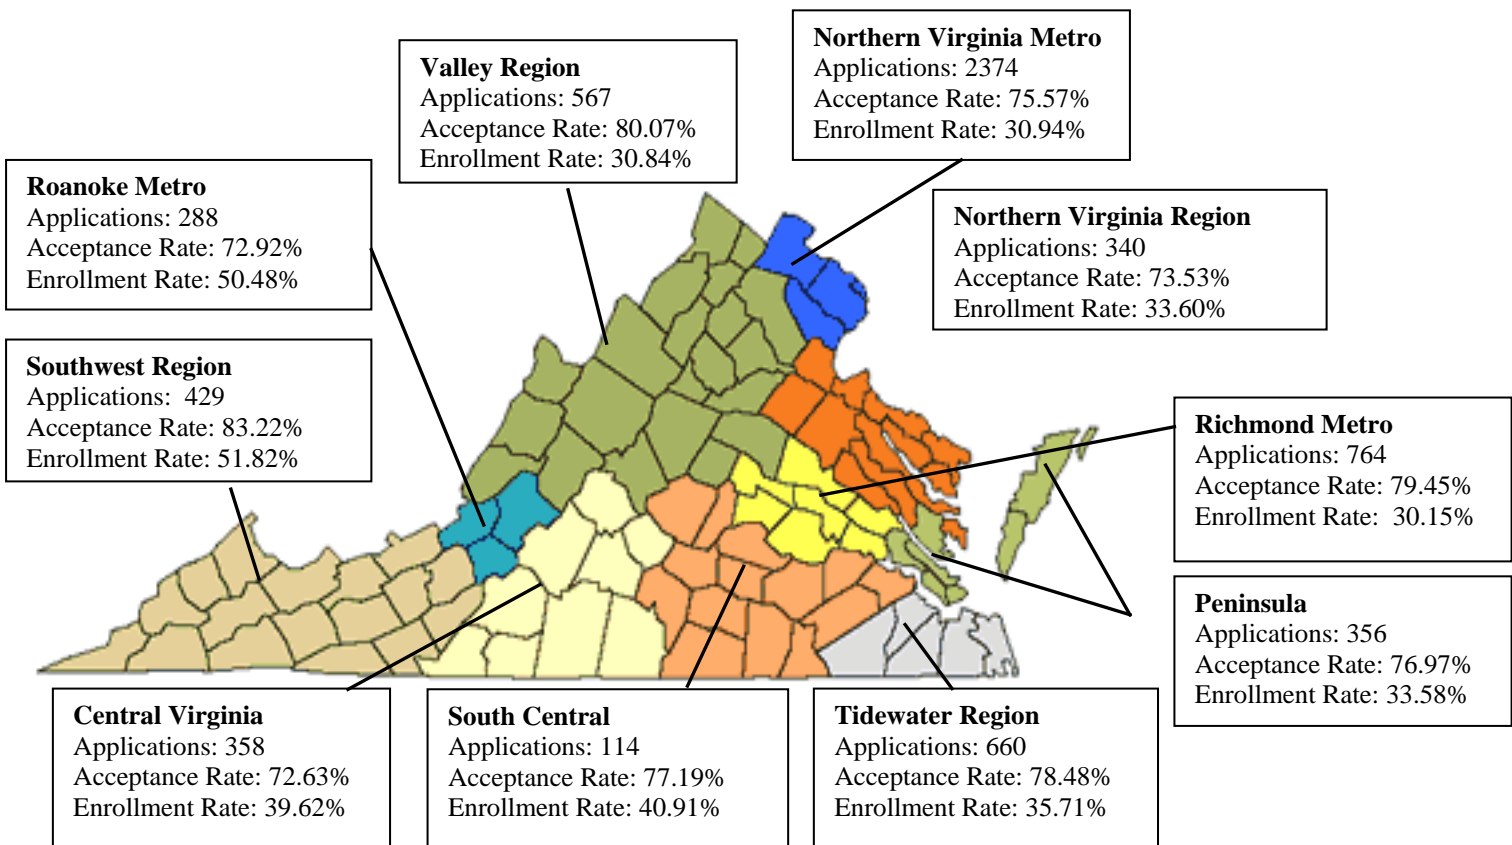 Northern Virginia Metro
Applications: 2374
Acceptance Rate: 75.57%
Enrollment Rate: 30.94%
Valley Region
Applications: 567
Acceptance Rate: 80.07%
Enrollment Rate: 30.84%
Roanoke Metro
Applications: 288
Acceptance Rate: 72.92%
Enrollment Rate: 50.48%
Northern Virginia Region
Applications: 340
Acceptance Rate: 73.53%
Enrollment Rate: 33.60%
Southwest Region
Applications: 429
Acceptance Rate: 83.22%
Enrollment Rate: 51.82%
Richmond Metro
Applications: 764
Acceptance Rate: 79.45%
Enrollment Rate: 30.15%
Peninsula
Applications: 356
Acceptance Rate: 76.97%
Enrollment Rate: 33.58%
Central Virginia
Applications: 358
Acceptance Rate: 72.63%
Enrollment Rate: 39.62%
South Central
Applications: 114
Acceptance Rate: 77.19%
Enrollment Rate: 40.91%
Tidewater Region
Applications: 660
Acceptance Rate: 78.48%
Enrollment Rate: 35.71%